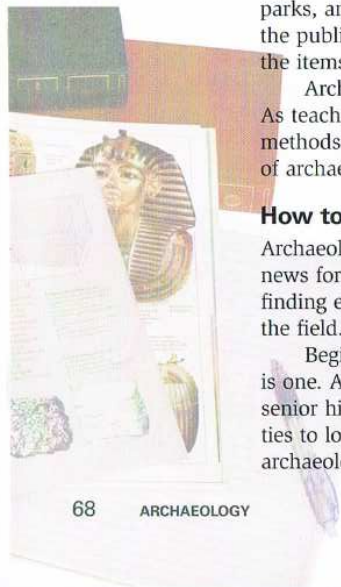 parks, an
the publi
the items
Arch
As teach
methods
of archae
How to
Archaeol
news for
finding e
the field.
Begi
is one. A
senior hi
ties to lo
archaeolo
68 ARCHAEOLOGY